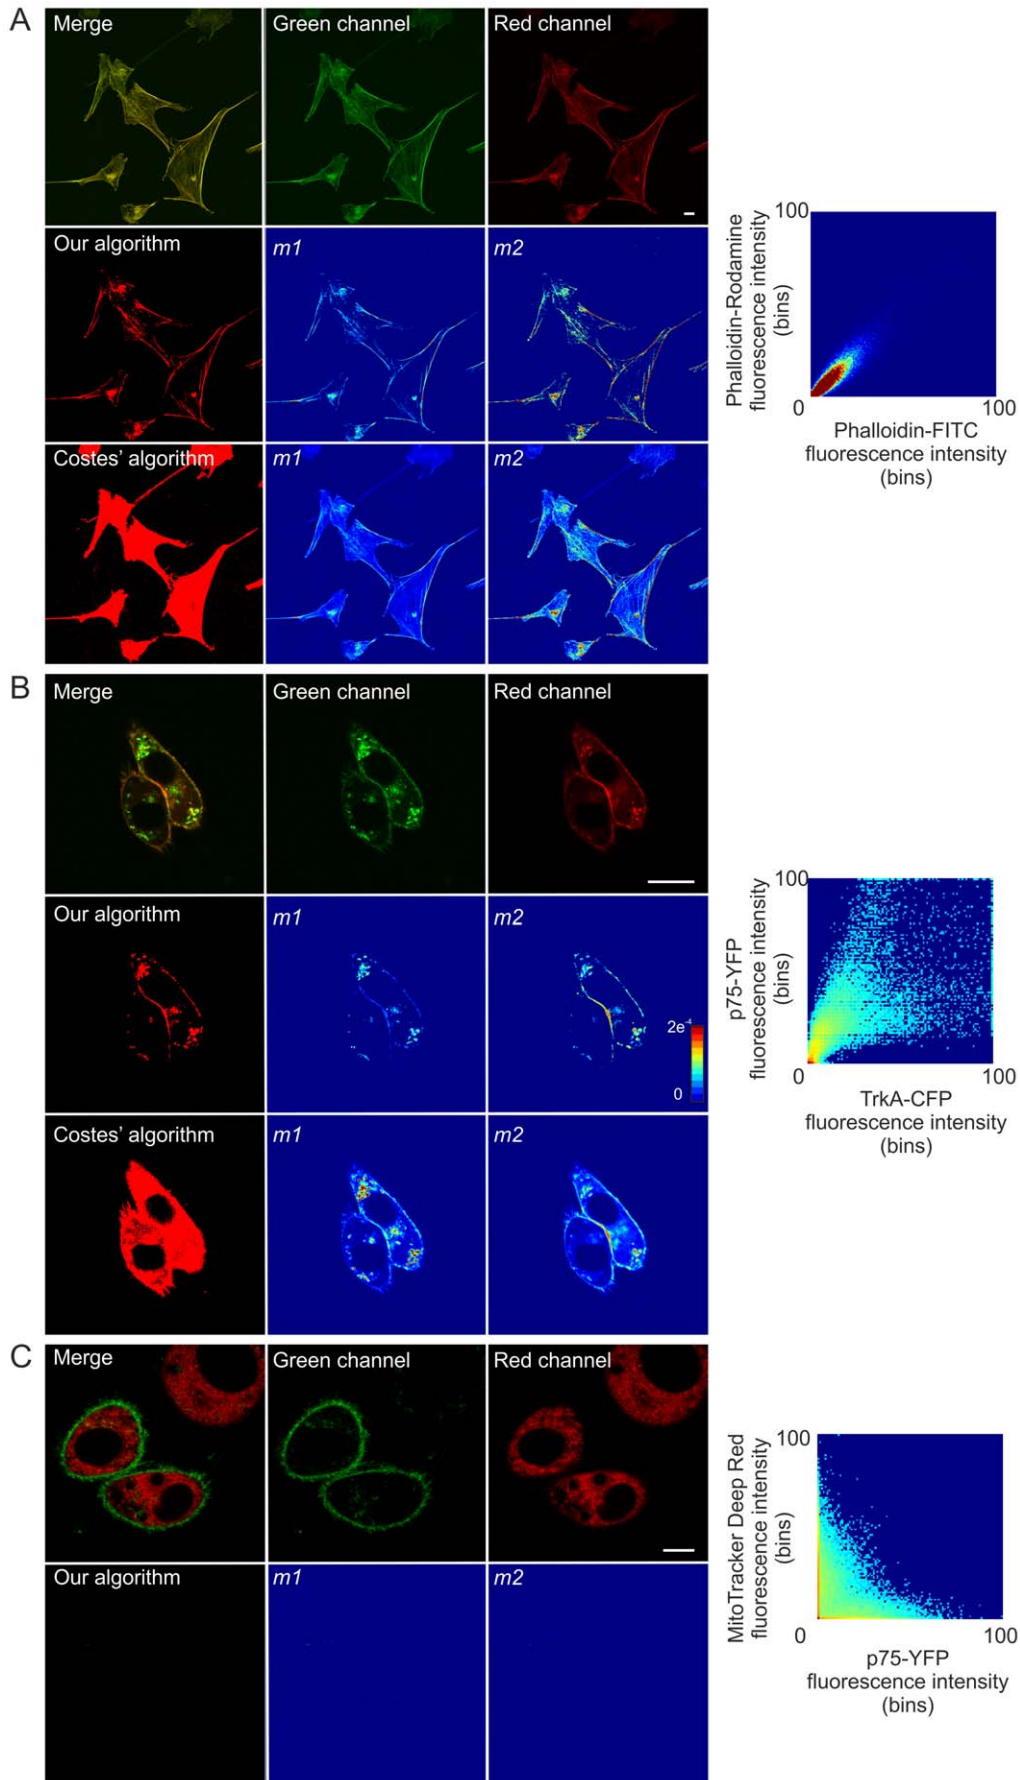 A
Merge
Green channel
Red channel
Our algorithm
m1
m2
Costes' algorithm
m1
m2
Phalloidin-Rodamine
fluorescence intensity
(bins)
100
0
100
Phalloidin-FITC
fluorescence intensity
(bins)
B
Merge
Green channel
Red channel
Our algorithm
m1
m2
2e-4
0
Costes' algorithm
m1
m2
p75-YFP
fluorescence intensity
(bins)
100
0
100
TrkA-CFP
fluorescence intensity
(bins)
C
Merge
Green channel
Red channel
Our algorithm
m1
m2
MitoTracker Deep Red
fluorescence intensity
(bins)
100
0
100
p75-YFP
fluorescence intensity
(bins)